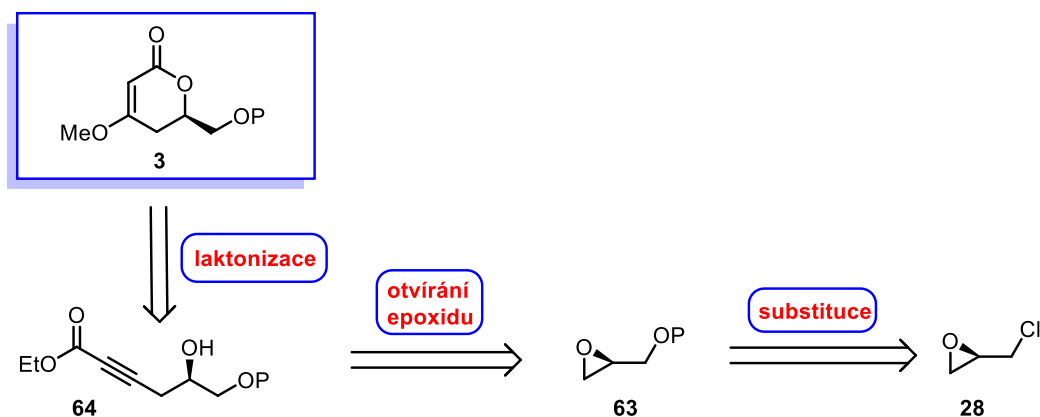 O
O
OP
MeO
3
laktonizace
O
OH
EtO
OP
64
otvírání
epoxidu
O
OP
63
substituce
O
Cl
28